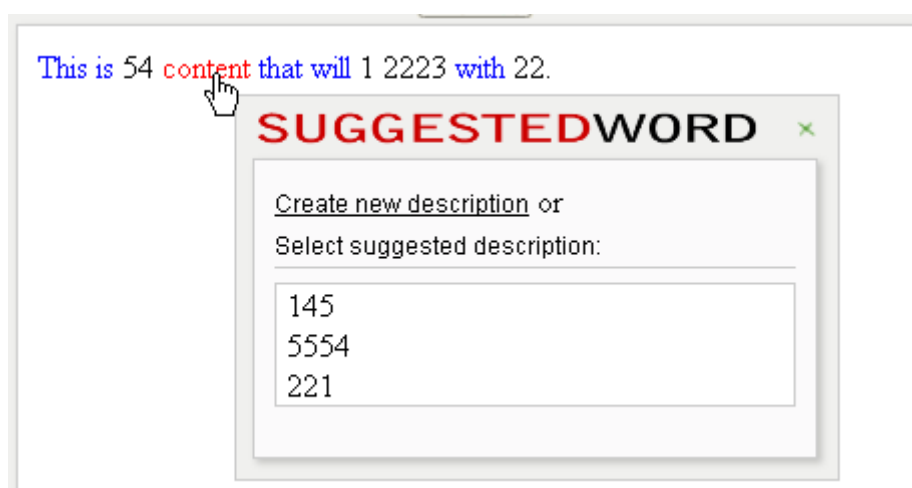 This is 54 content that will 1 2223 with 22.
SUGGESTEDWORD ×
Create new description or
Select suggested description:
145
5554
221